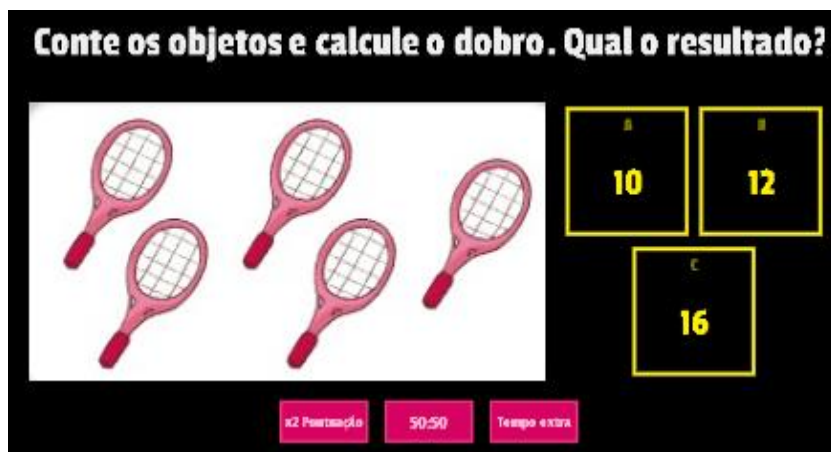 Conte os objetos e calcule o dobro. Qual o resultado?
A
10
B
12
C
16
x2 Pontuação
50:50
Tempo extra